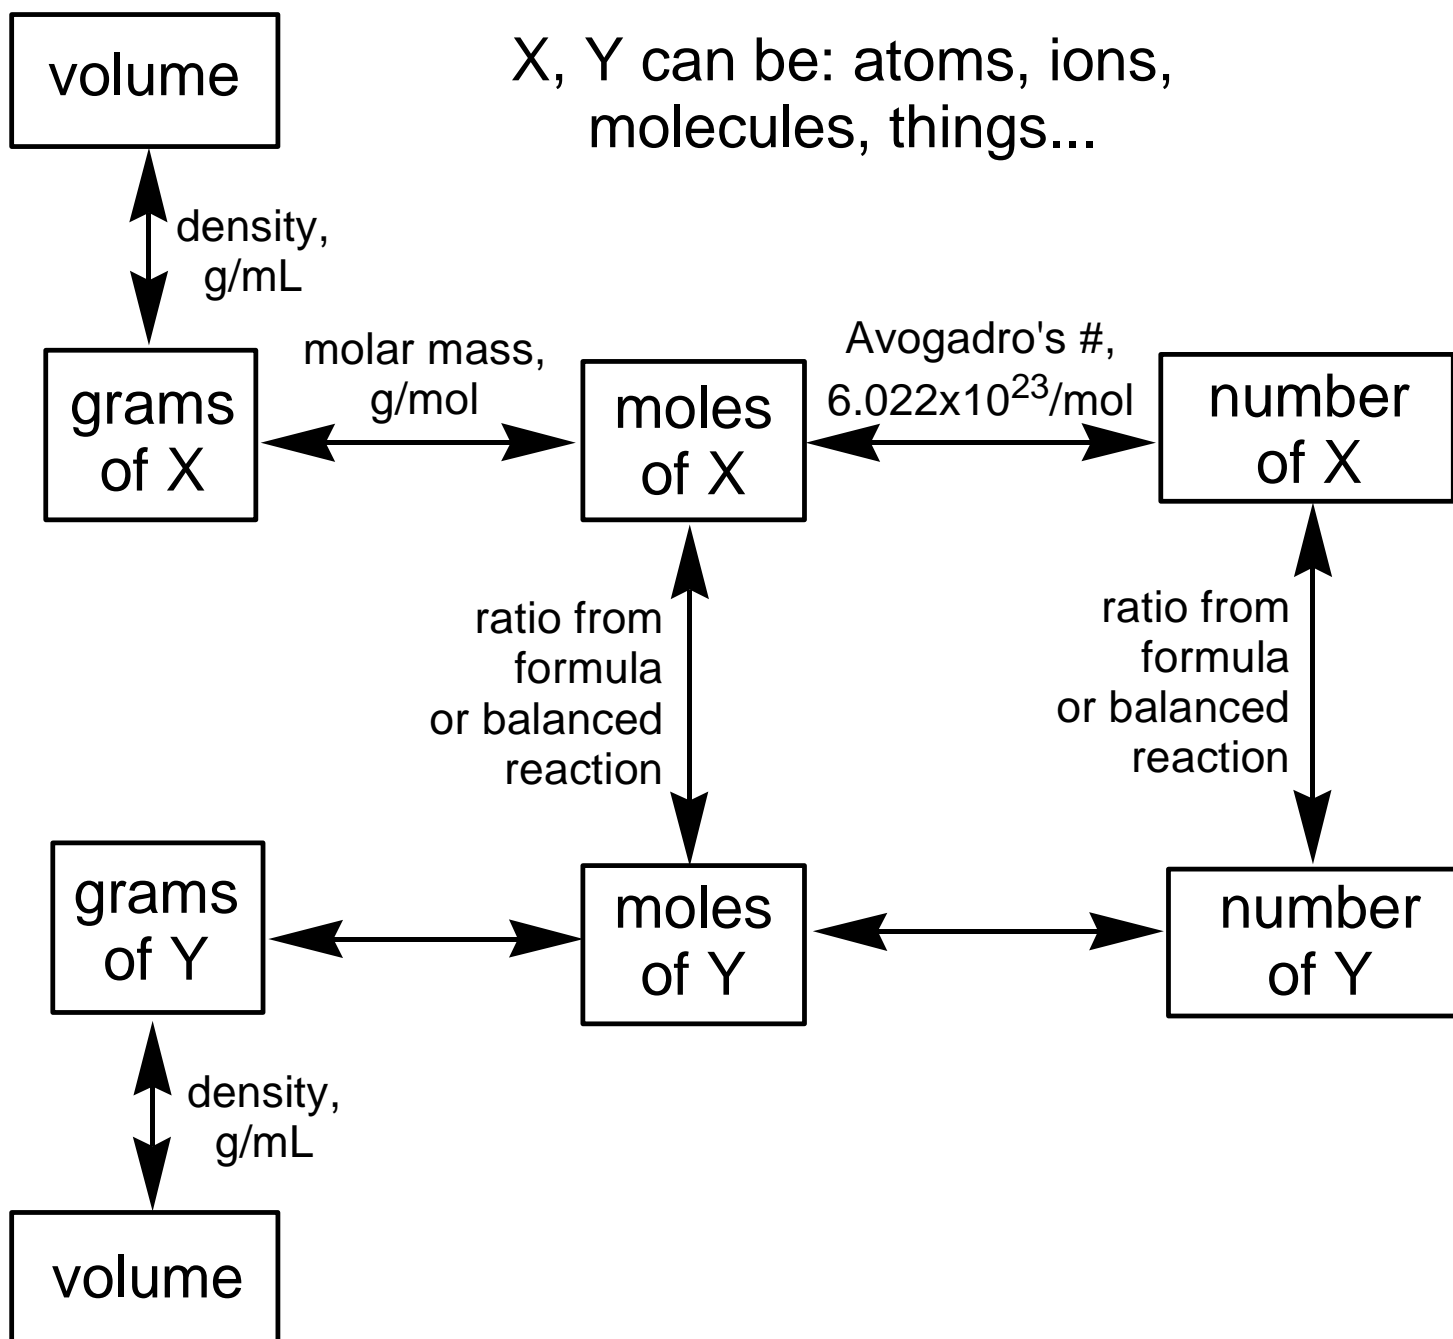 volume
X, Y can be: atoms, ions,
molecules, things...
density,
g/mL
grams
of X
molar mass,
g/mol
moles
of X
Avogadro's #,
6.022x10²³/mol
number
of X
ratio from
formula
or balanced
reaction
ratio from
formula
or balanced
reaction
grams
of Y
moles
of Y
number
of Y
density,
g/mL
volume